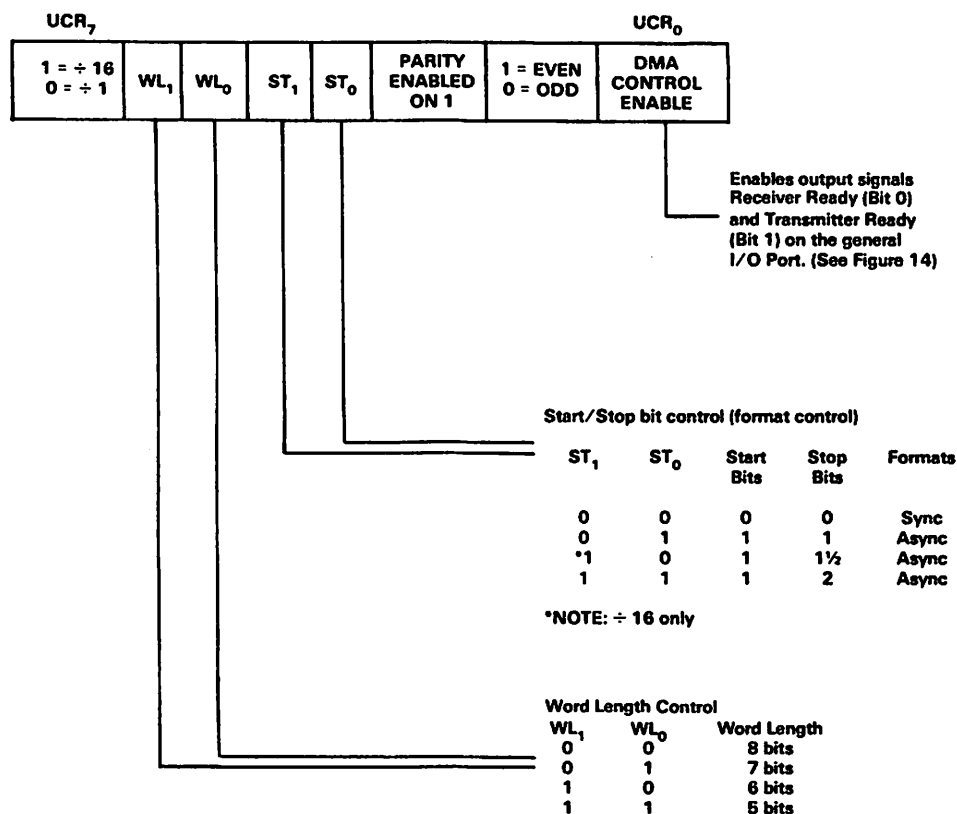 UCR₇ UCR₀
1 = ÷ 16
0 = ÷ 1
WL₁
WL₀
ST₁
ST₀
PARITY
ENABLED
ON 1
1 = EVEN
0 = ODD
DMA
CONTROL
ENABLE
Enables output signals
Receiver Ready (Bit 0)
and Transmitter Ready
(Bit 1) on the general
I/O Port. (See Figure 14)
Start/Stop bit control (format control)
ST₁ ST₀ Start Stop Formats
Bits Bits
0 0 0 0 Sync
0 1 1 1 Async
*1 0 1 1½ Async
1 1 1 2 Async
*NOTE: ÷ 16 only
Word Length Control
WL₁ WL₀ Word Length
0 0 8 bits
0 1 7 bits
1 0 6 bits
1 1 5 bits